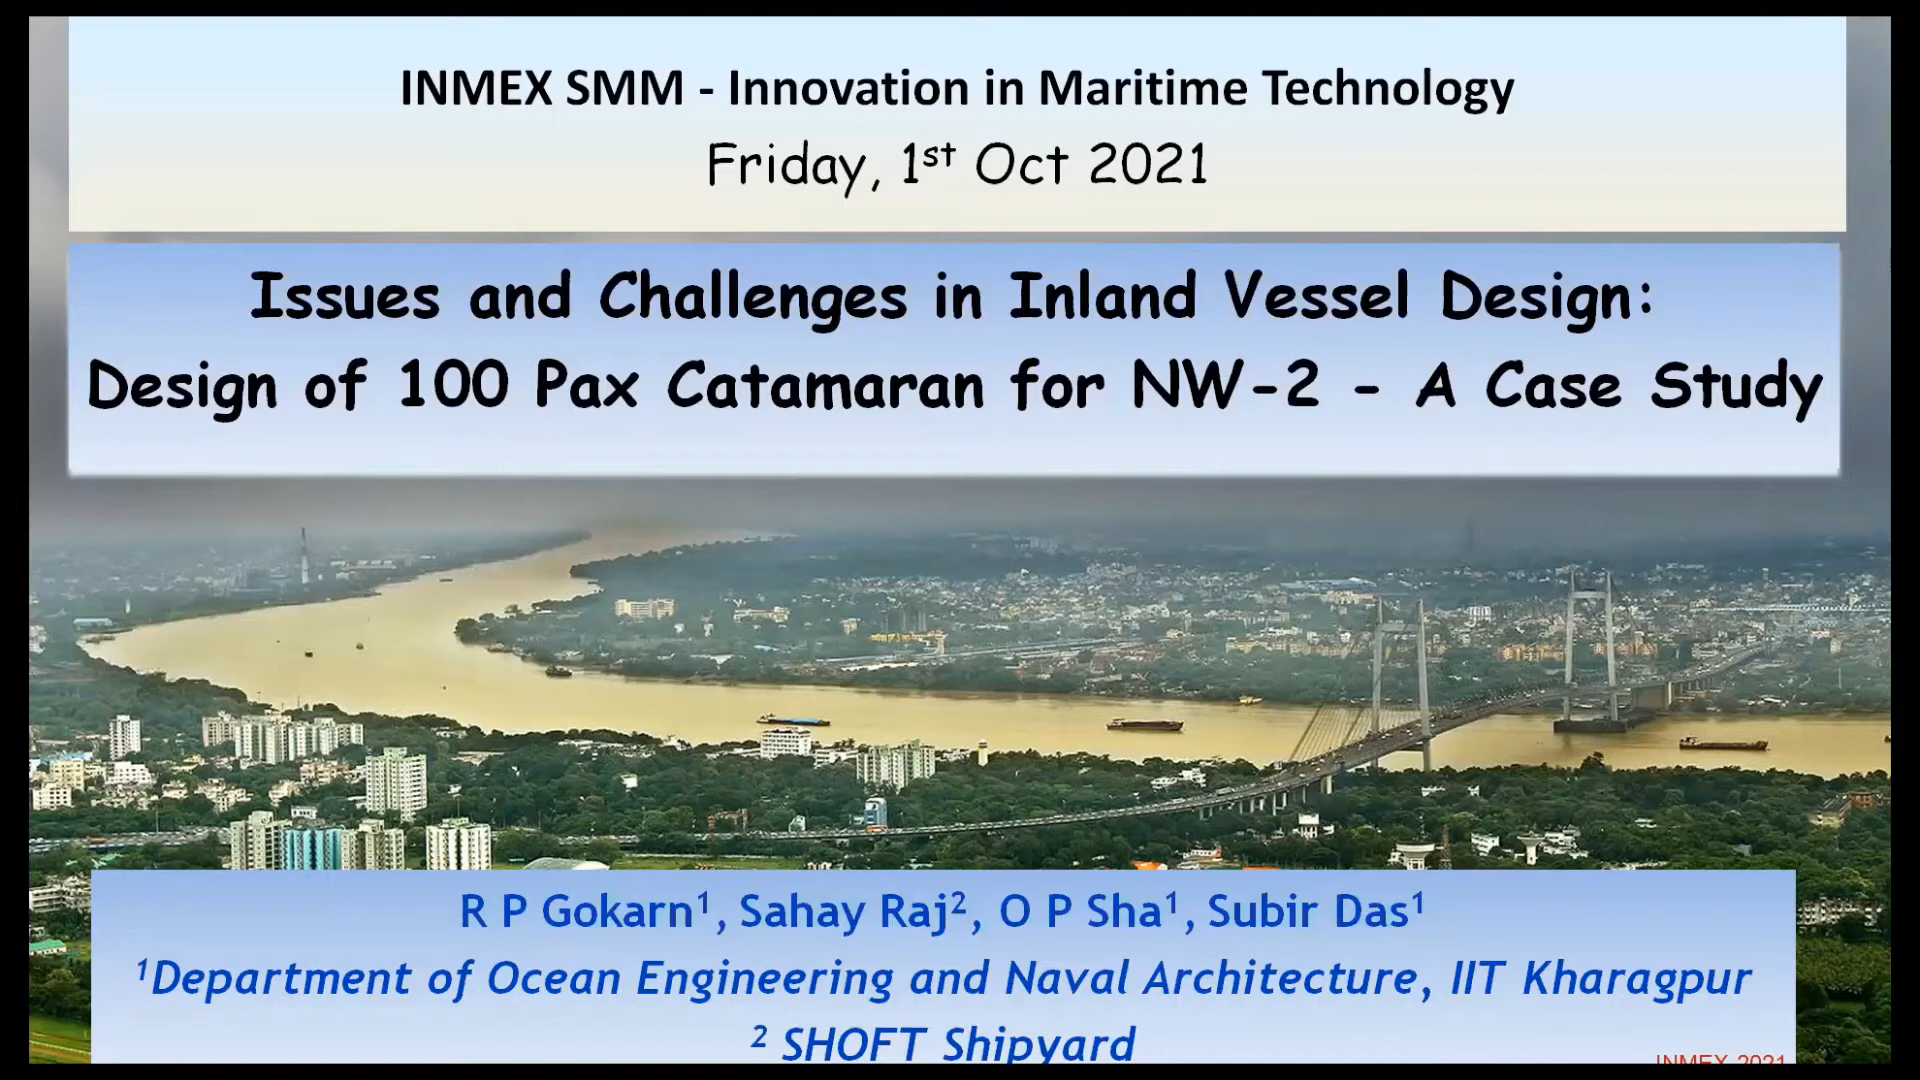 INMEX SMM - Innovation in Maritime Technology
Friday, 1st Oct 2021
Issues and Challenges in Inland Vessel Design:
Design of 100 Pax Catamaran for NW-2 - A Case Study
R P Gokarn¹, Sahay Raj², O P Sha¹, Subir Das¹
¹Department of Ocean Engineering and Naval Architecture, IIT Kharagpur
² SHOFT Shipyard
INMEX 2021